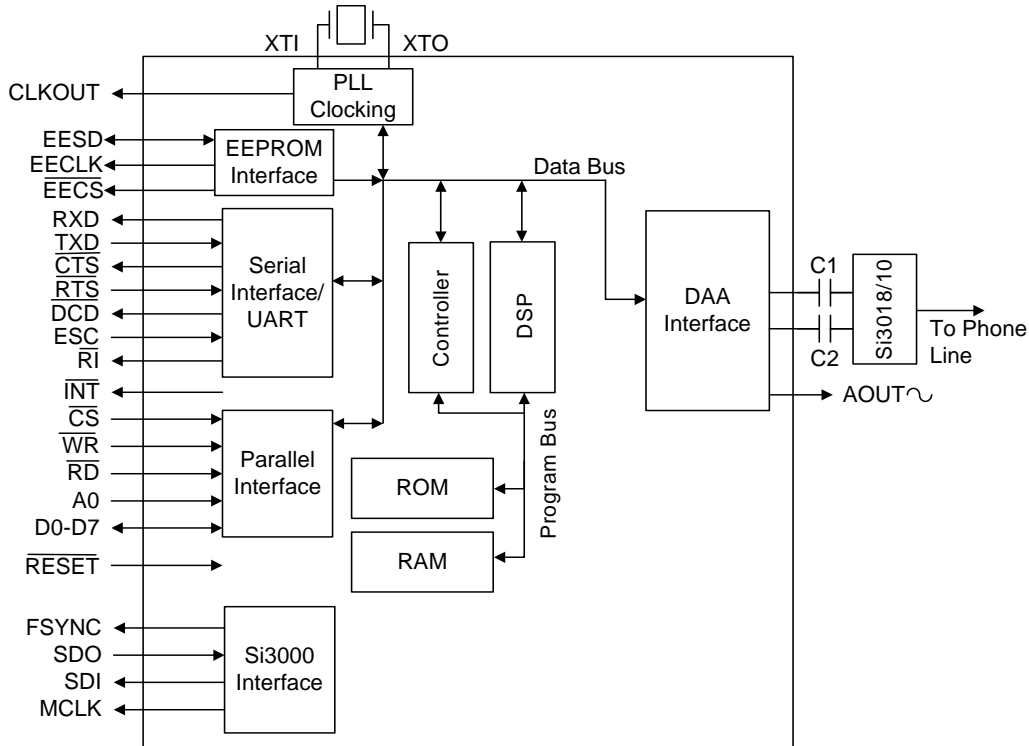 XTI
XTO
PLL
Clocking
CLKOUT
EESD
EECLK
EECS
EEPROM
Interface
Data Bus
RXD
TXD
CTS
RTS
DCD
ESC
RI
Serial
Interface/
UART
Controller
DSP
DAA
Interface
C1
C2
Si3018/10
To Phone
Line
AOUT
INT
CS
WR
RD
A0
D0-D7
Parallel
Interface
ROM
RAM
Program Bus
RESET
FSYNC
SDO
SDI
MCLK
Si3000
Interface